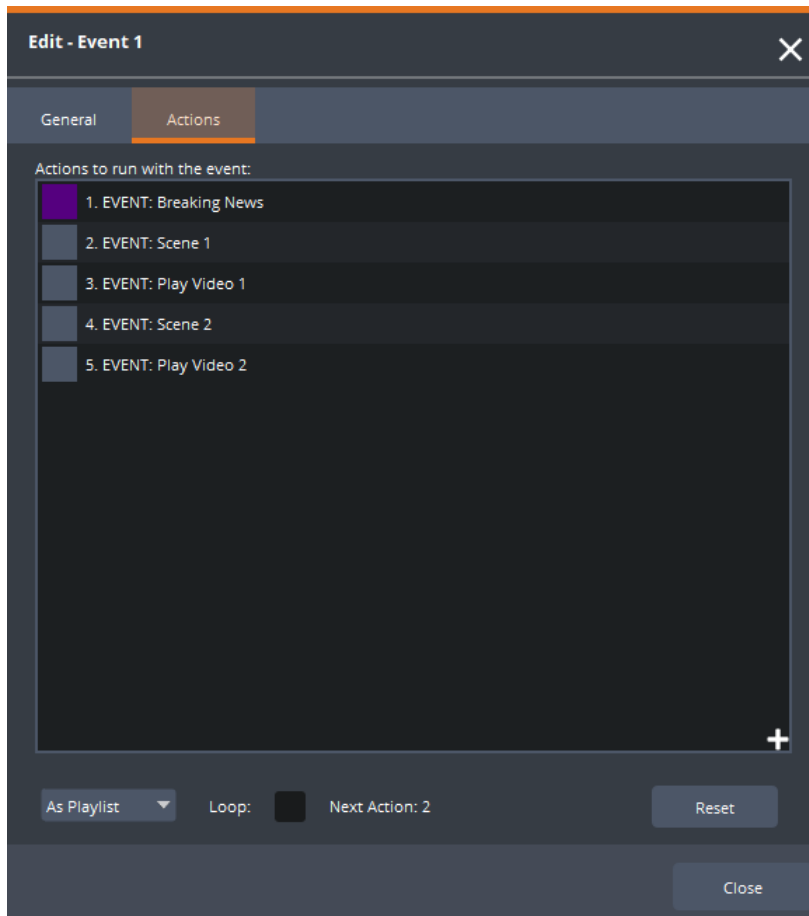 Edit - Event 1
General Actions
Actions to run with the event:
1. EVENT: Breaking News
2. EVENT: Scene 1
3. EVENT: Play Video 1
4. EVENT: Scene 2
5. EVENT: Play Video 2
As Playlist Loop: Next Action: 2 Reset
Close